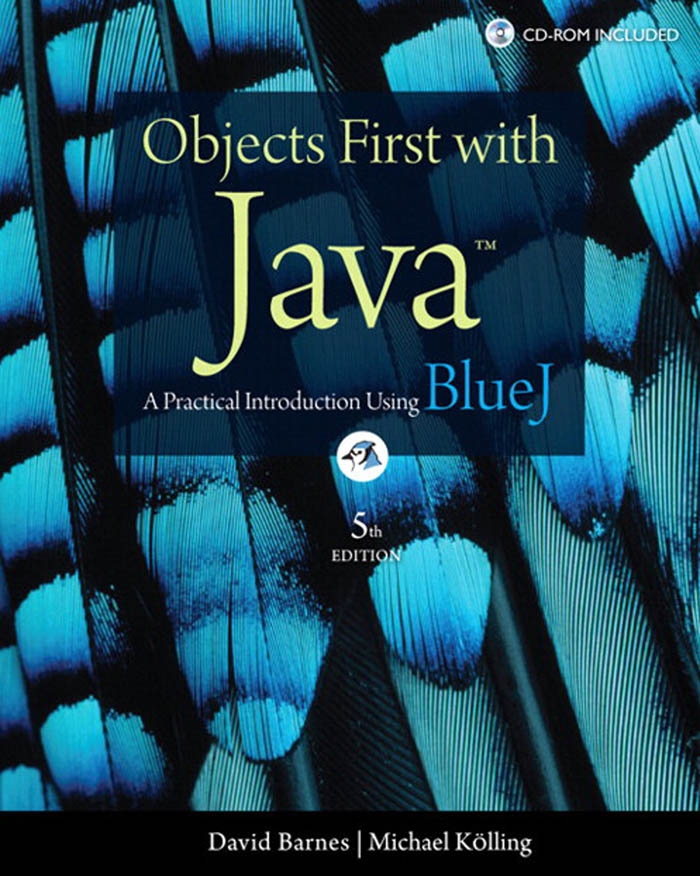 CD-ROM INCLUDED
Objects First with
Java™
A Practical Introduction Using BlueJ
5th
EDITION
David Barnes | Michael Kölling